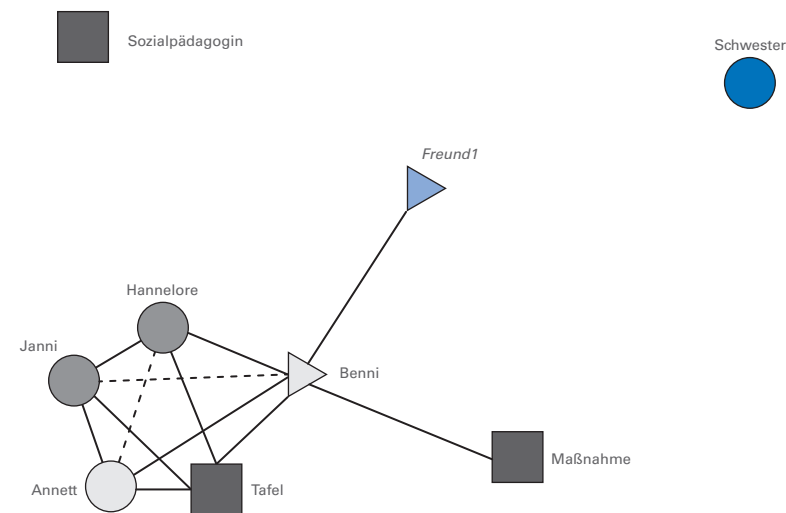 Sozialpädagogin
Schwester
Freund1
Hannelore
Janni
Benni
Maßnahme
Annett
Tafel